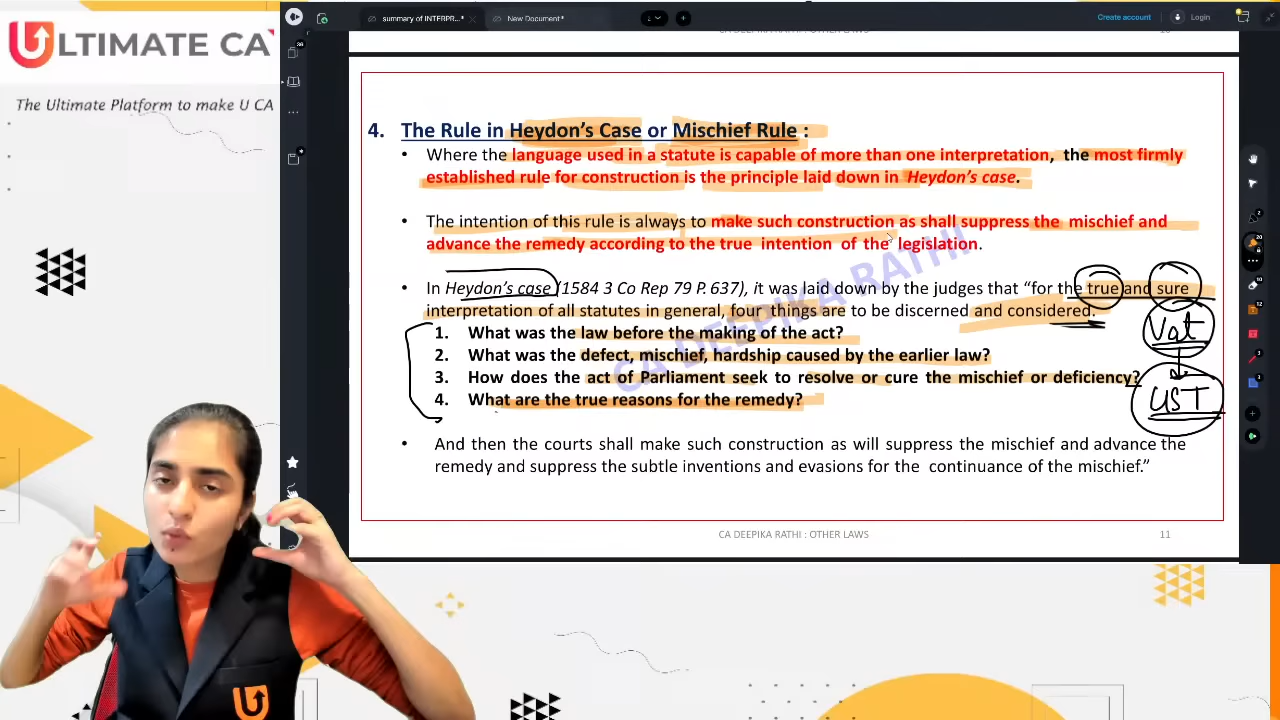 ULTIMATE CA
The Ultimate Platform to make U CA
summary of INTERPR...*
New Document*
Create account
Login
CA DEEPIKA RATHI : OTHER LAWS
4. The Rule in Heydon's Case or Mischief Rule :
• Where the language used in a statute is capable of more than one interpretation, the most firmly
established rule for construction is the principle laid down in Heydon's case.
• The intention of this rule is always to make such construction as shall suppress the mischief and
advance the remedy according to the true intention of the legislation.
In Heydon's case (1584 3 Co Rep 79 P. 637), it was laid down by the judges that "for the true and sure
interpretation of all statutes in general, four things are to be discerned and considered.
Vat
1. What was the law before the making of the act?
2. What was the defect, mischief, hardship caused by the earlier law?
3. How does the act of Parliament seek to resolve or cure the mischief or deficiency?
4. What are the true reasons for the remedy?
GST
• And then the courts shall make such construction as will suppress the mischief and advance the
remedy and suppress the subtle inventions and evasions for the continuance of the mischief."
CA DEEPIKA RATHI
CA DEEPIKA RATHI : OTHER LAWS
11